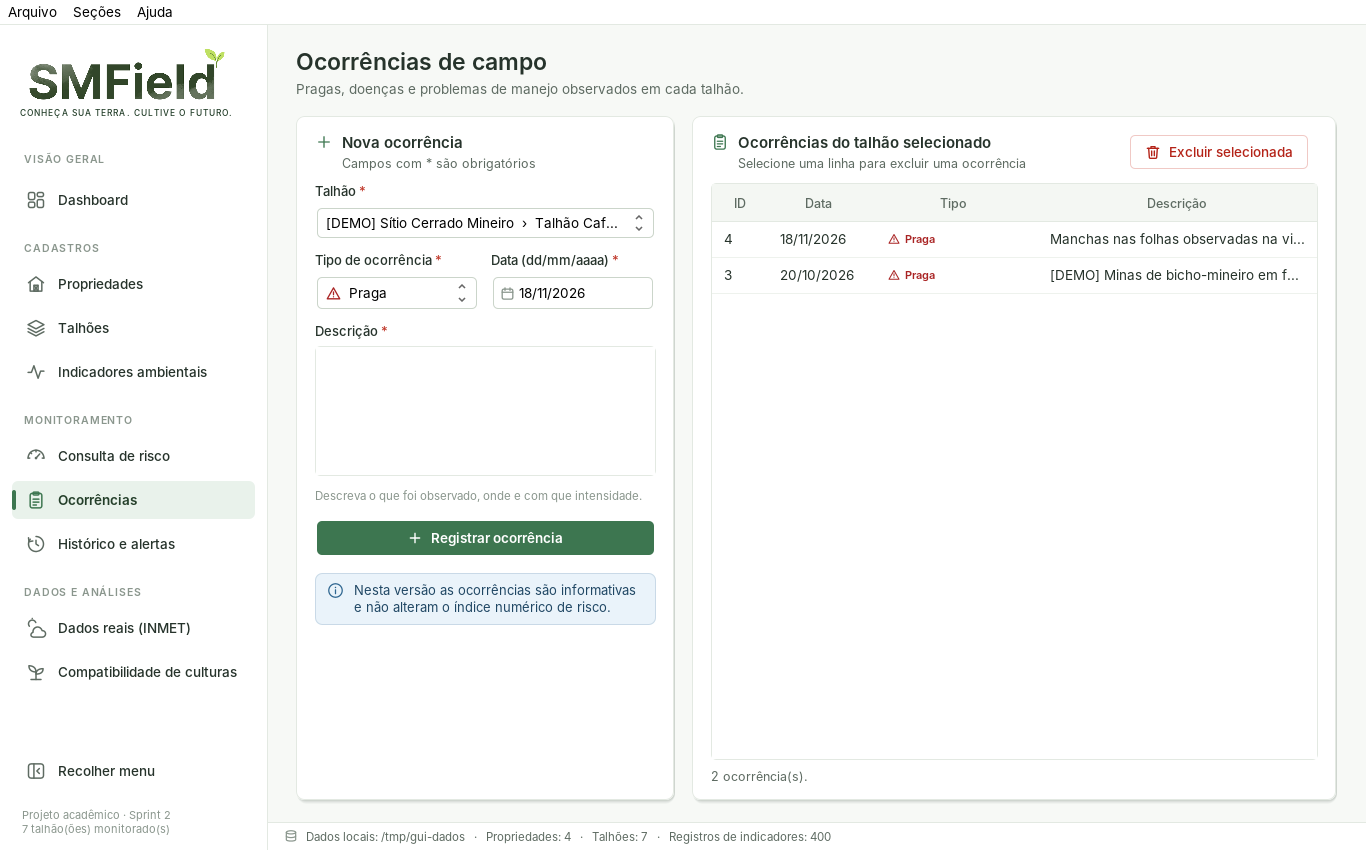 Arquivo Seções Ajuda
SMField
CONHEÇA SUA TERRA. CULTIVE O FUTURO.
VISÃO GERAL
Dashboard
CADASTROS
Propriedades
Talhões
Indicadores ambientais
MONITORAMENTO
Consulta de risco
Ocorrências
Histórico e alertas
DADOS E ANÁLISES
Dados reais (INMET)
Compatibilidade de culturas
Recolher menu
Projeto acadêmico · Sprint 2
7 talhão(ões) monitorado(s)
Ocorrências de campo
Pragas, doenças e problemas de manejo observados em cada talhão.
Nova ocorrência
Campos com * são obrigatórios
Talhão *
[DEMO] Sítio Cerrado Mineiro › Talhão Caf...
Tipo de ocorrência * Data (dd/mm/aaaa) *
Praga 18/11/2026
Descrição *
Descreva o que foi observado, onde e com que intensidade.
Registrar ocorrência
Nesta versão as ocorrências são informativas
e não alteram o índice numérico de risco.
Ocorrências do talhão selecionado
Selecione uma linha para excluir uma ocorrência
Excluir selecionada
ID Data Tipo Descrição
4 18/11/2026 Praga Manchas nas folhas observadas na vi...
3 20/10/2026 Praga [DEMO] Minas de bicho-mineiro em f...
2 ocorrência(s).
Dados locais: /tmp/gui-dados · Propriedades: 4 · Talhões: 7 · Registros de indicadores: 400